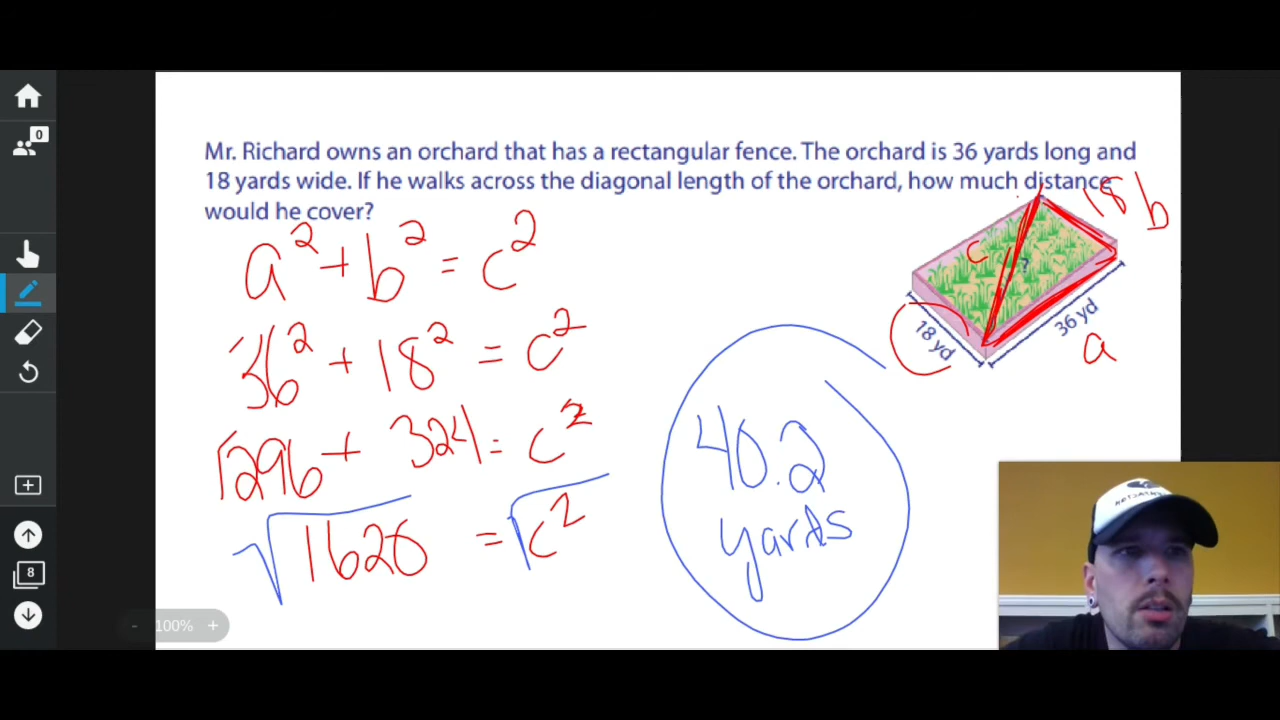 0
Mr. Richard owns an orchard that has a rectangular fence. The orchard is 36 yards long and
18 yards wide. If he walks across the diagonal length of the orchard, how much distance
would he cover?
18 b
c
?
18 yd
36 yd
a
a² + b² = c²
36² + 18² = c²
1296 + 324 = c²
√1620 = √c²
40.2
yards
8
- 100% +